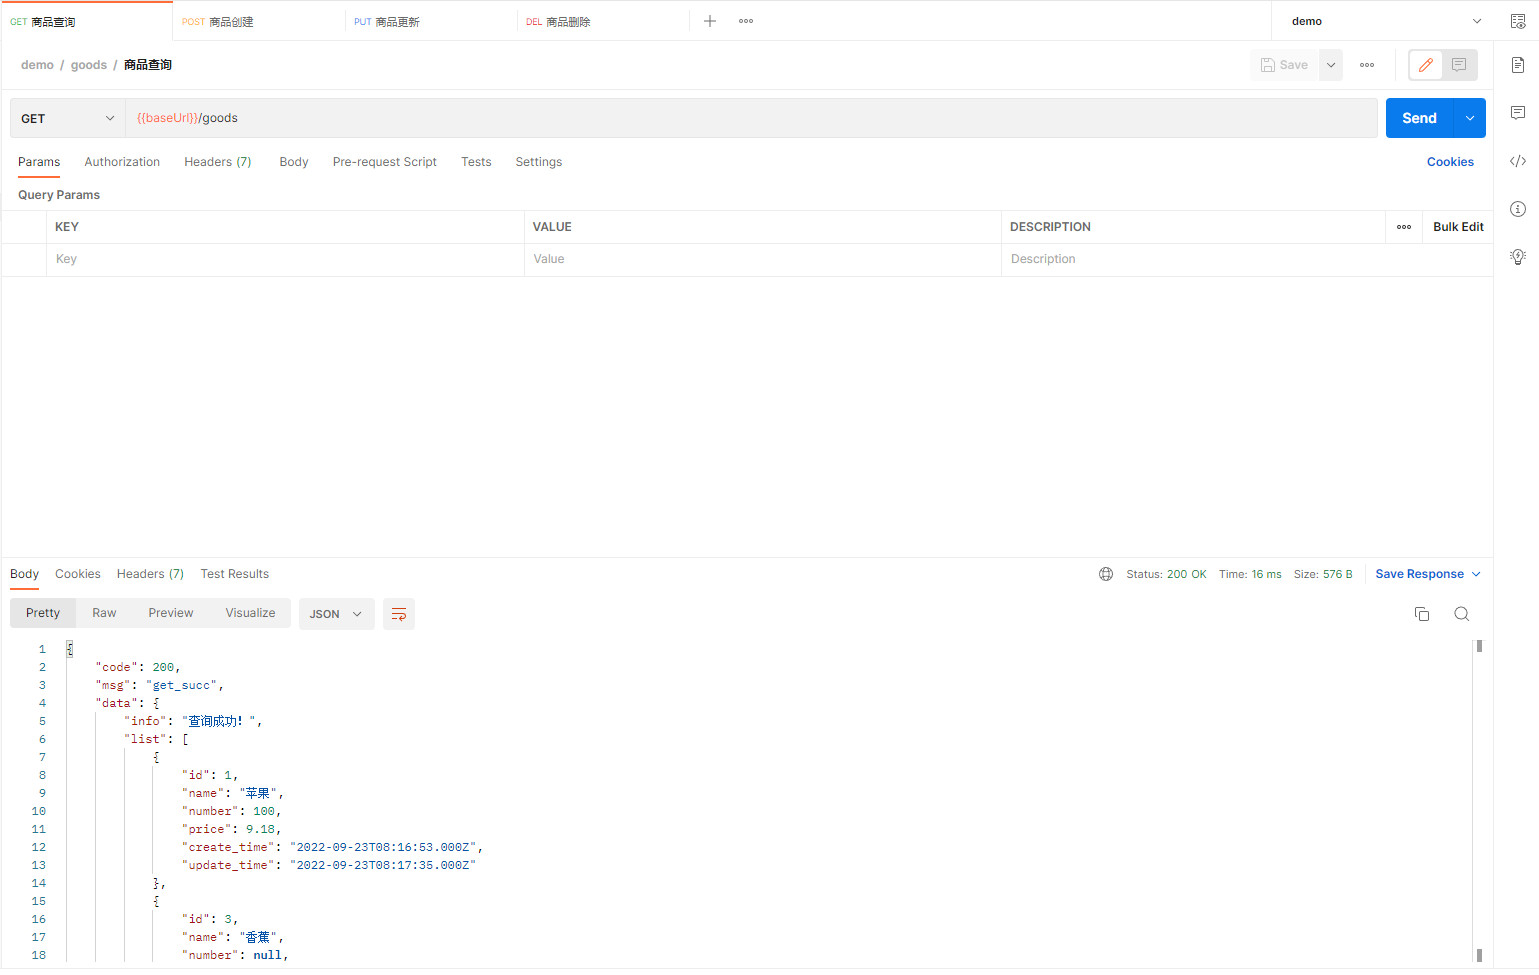 GET 商品查询 POST 商品创建 PUT 商品更新 DEL 商品删除 demo
demo / goods / 商品查询 Save
GET {{baseUrl}}/goods Send
Params Authorization Headers (7) Body Pre-request Script Tests Settings Cookies
Query Params
KEY VALUE DESCRIPTION Bulk Edit
Key Value Description
Body Cookies Headers (7) Test Results Status: 200 OK Time: 16 ms Size: 576 B Save Response
Pretty Raw Preview Visualize JSON
1 {
2 "code": 200,
3 "msg": "get_succ",
4 "data": {
5 "info": "查询成功！",
6 "list": [
7 {
8 "id": 1,
9 "name": "苹果",
10 "number": 100,
11 "price": 9.18,
12 "create_time": "2022-09-23T08:16:53.000Z",
13 "update_time": "2022-09-23T08:17:35.000Z"
14 },
15 {
16 "id": 3,
17 "name": "香蕉",
18 "number": null,